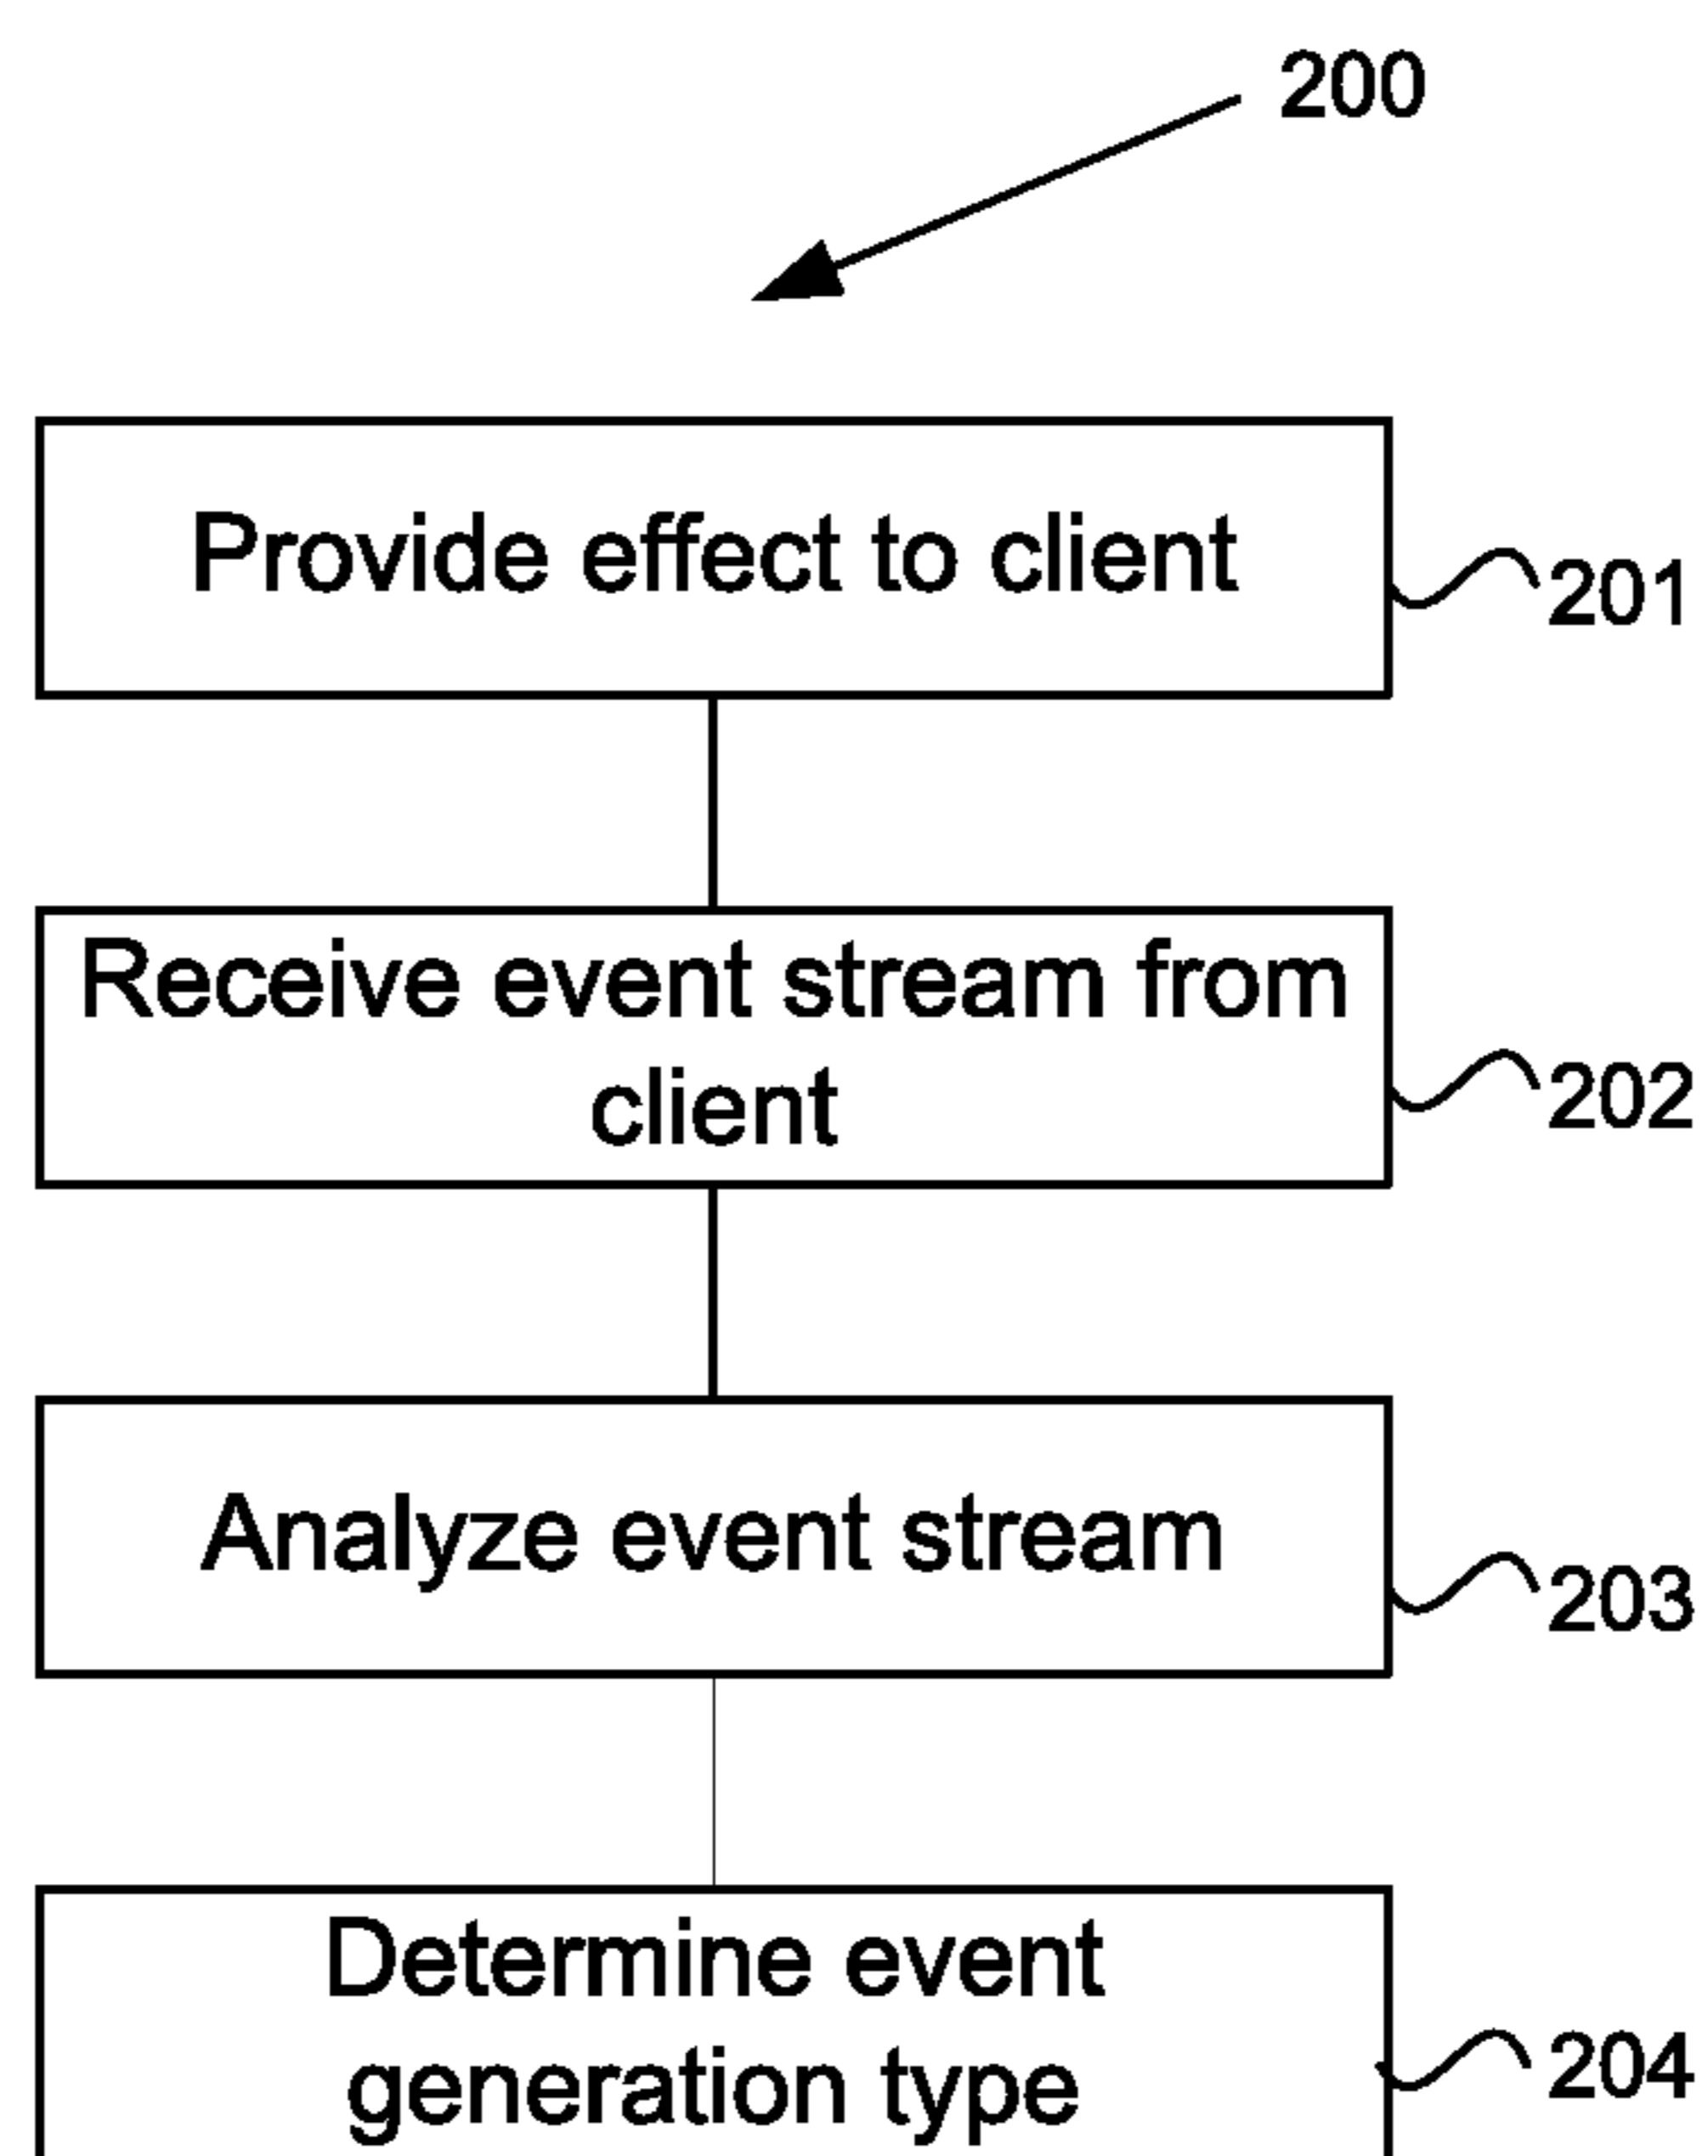 200
Provide effect to client
201
Receive event stream from
client
202
Analyze event stream
203
Determine event
generation type
204